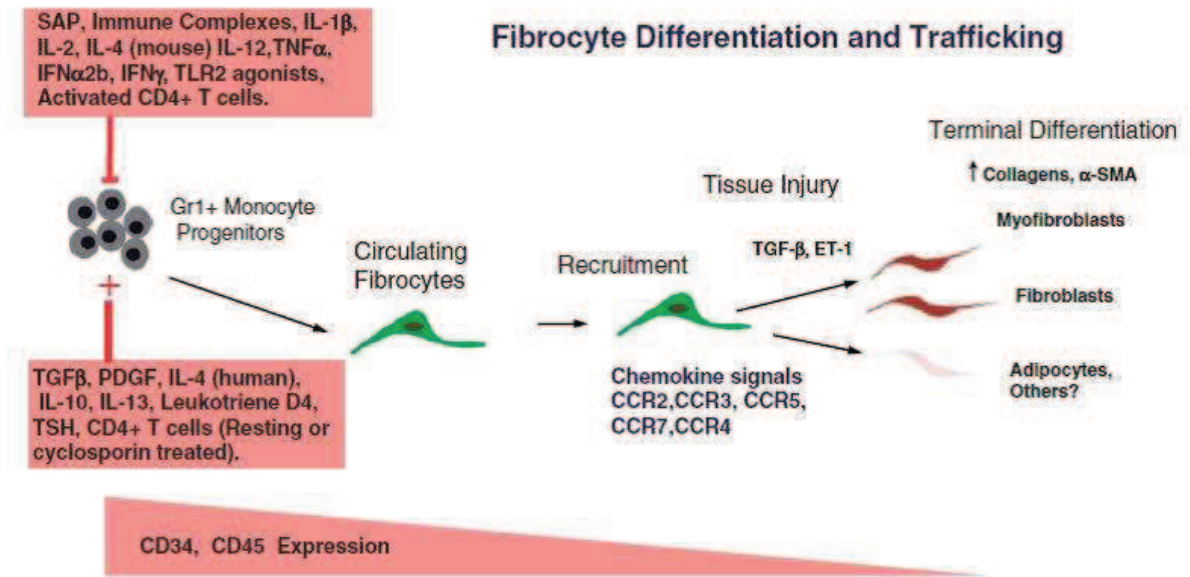 SAP, Immune Complexes, IL-1β,
IL-2, IL-4 (mouse) IL-12,TNFα,
IFNα2b, IFNγ, TLR2 agonists,
Activated CD4+ T cells.
Fibrocyte Differentiation and Trafficking
Terminal Differentiation
↑ Collagens, α-SMA
Tissue Injury
Gr1+ Monocyte
Progenitors
Myofibroblasts
Circulating
Fibrocytes
Recruitment
TGF-β, ET-1
+
Fibroblasts
TGFβ, PDGF, IL-4 (human),
IL-10, IL-13, Leukotriene D4,
TSH, CD4+ T cells (Resting or
cyclosporin treated).
Chemokine signals
CCR2,CCR3, CCR5,
CCR7,CCR4
Adipocytes,
Others?
CD34, CD45 Expression